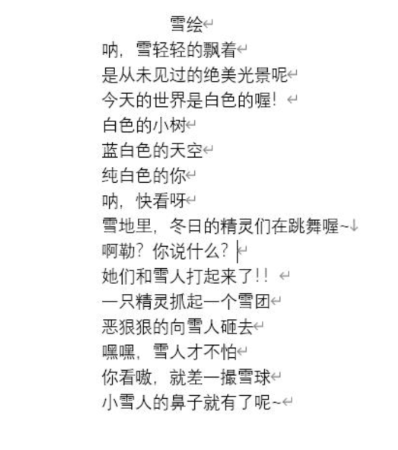 雪绘
呐，雪轻轻的飘着
是从未见过的绝美光景呢
今天的世界是白色的喔！
白色的小树
蓝白色的天空
纯白色的你
呐，快看呀
雪地里，冬日的精灵们在跳舞喔~
啊勒？你说什么？
她们和雪人打起来了!！
一只精灵抓起一个雪团
恶狠狠的向雪人砸去
嘿嘿，雪人才不怕
你看嗷，就差一撮雪球
小雪人的鼻子就有了呢~